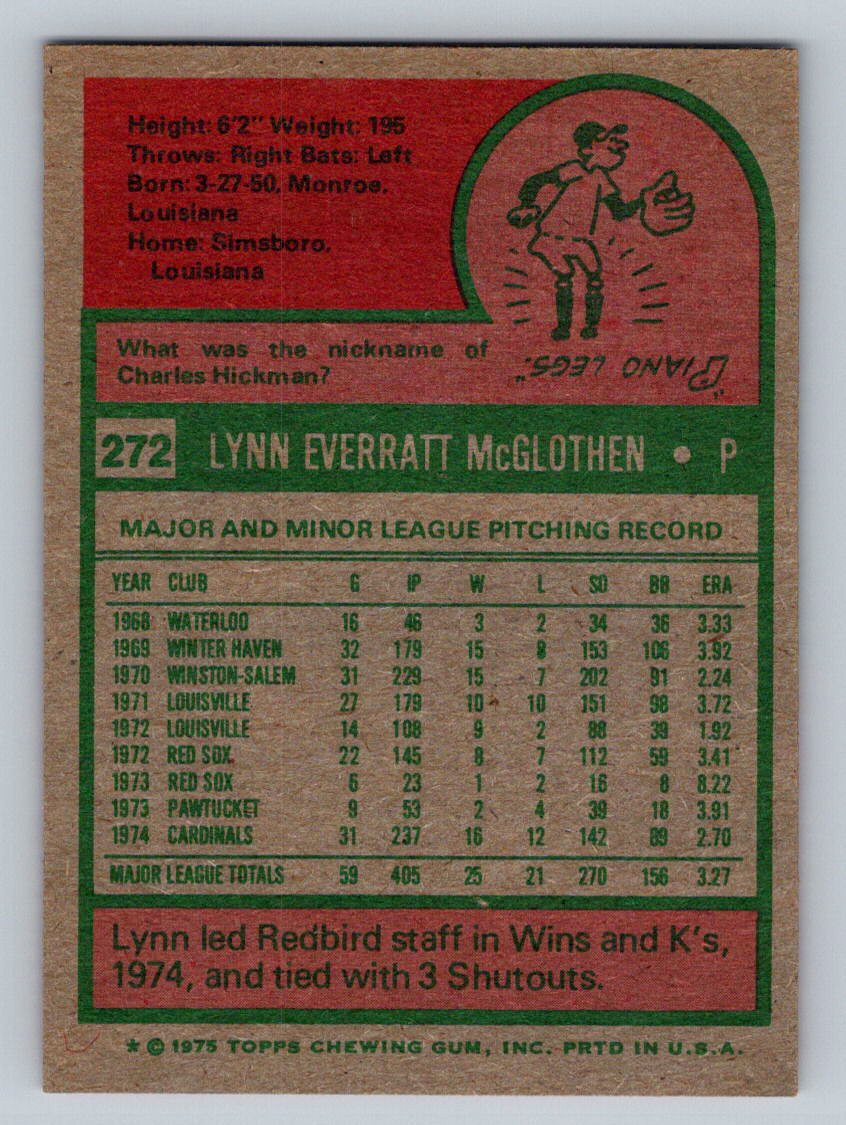 Height: 6'2" Weight: 195
Throws: Right Bats: Left
Born: 3-27-50, Monroe,
Louisiana
Home: Simsboro,
Louisiana
What was the nickname of
Charles Hickman?
"PIANO LEGS."
272 LYNN EVERRATT McGLOTHEN • P
MAJOR AND MINOR LEAGUE PITCHING RECORD
YEAR CLUB G IP W L SO BB ERA
1968 WATERLOO 16 46 3 2 34 36 3.33
1969 WINTER HAVEN 32 179 15 8 153 106 3.92
1970 WINSTON-SALEM 31 229 15 7 202 91 2.24
1971 LOUISVILLE 27 179 10 10 151 98 3.72
1972 LOUISVILLE 14 108 9 2 88 39 1.92
1972 RED SOX 22 145 8 7 112 59 3.41
1973 RED SOX 6 23 1 2 16 8 8.22
1973 PAWTUCKET 9 53 2 4 39 18 3.91
1974 CARDINALS 31 237 16 12 142 89 2.70
MAJOR LEAGUE TOTALS 59 405 25 21 270 156 3.27
Lynn led Redbird staff in Wins and K's,
1974, and tied with 3 Shutouts.
* © 1975 TOPPS CHEWING GUM, INC. PRTD IN U.S.A.